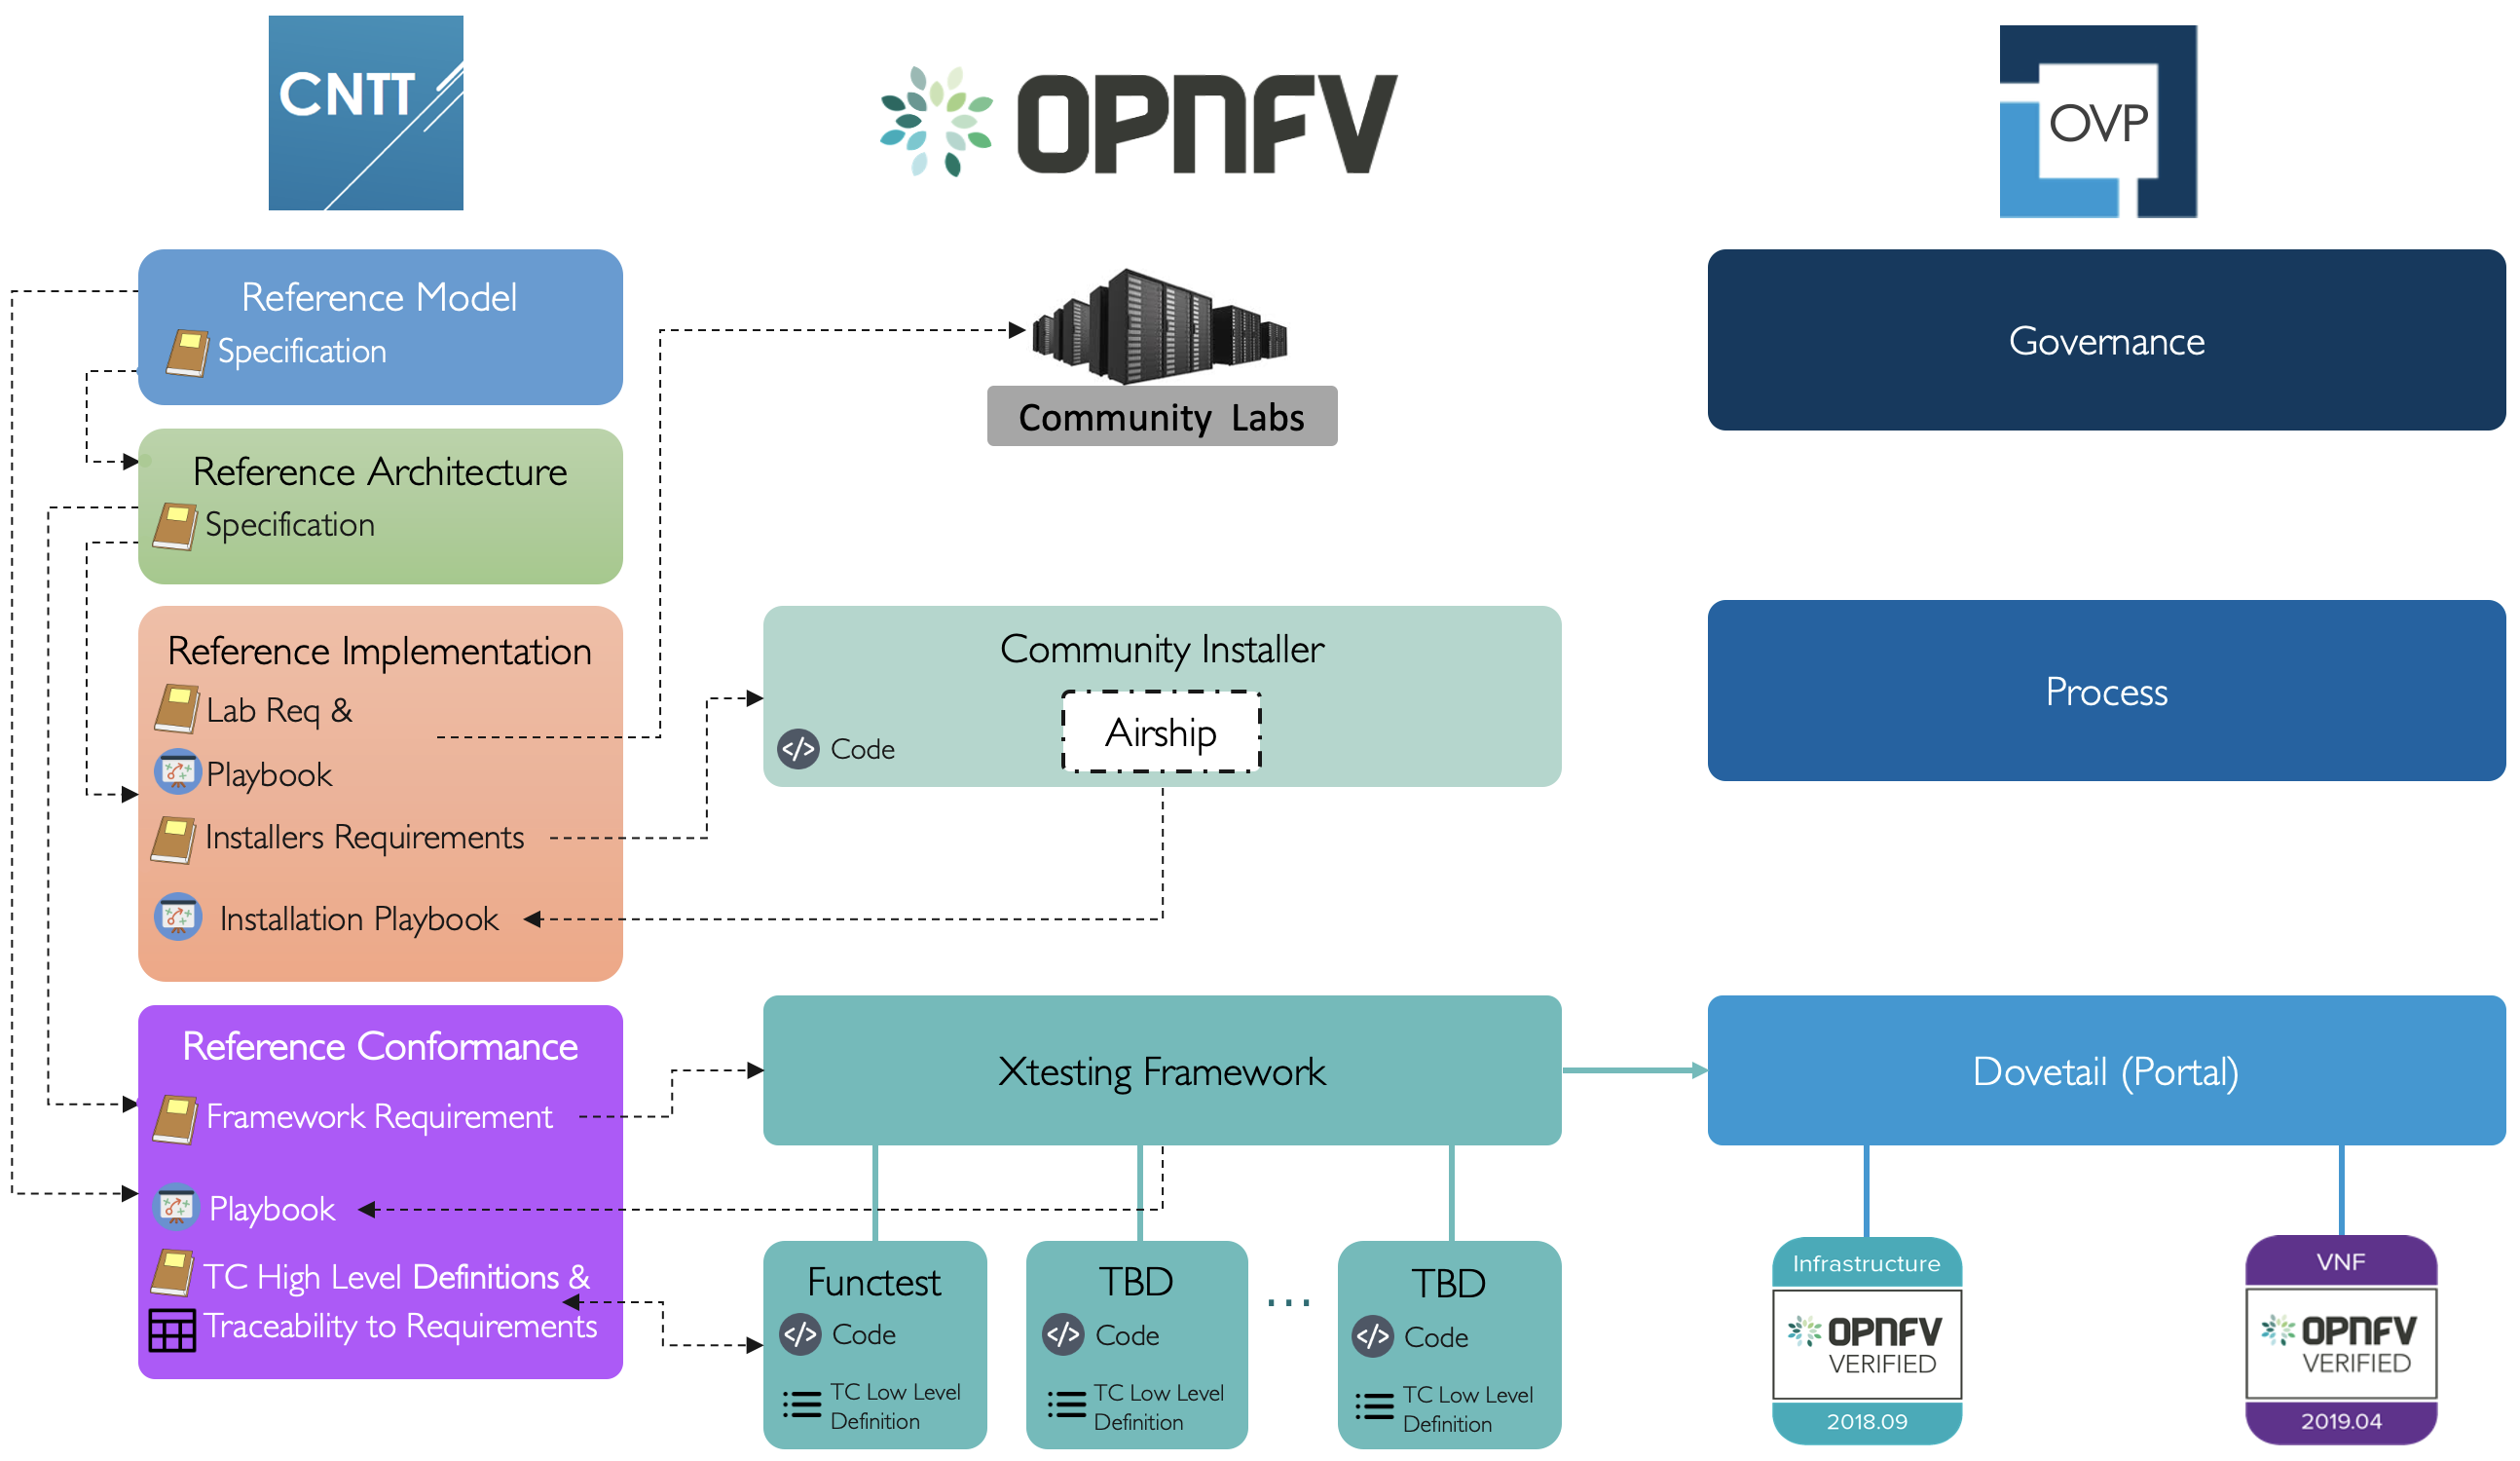 CNTT
OPNFV
OVP
Reference Model
Specification
Reference Architecture
Specification
Reference Implementation
Lab Req &
Playbook
Installers Requirements
Installation Playbook
Reference Conformance
Framework Requirement
Playbook
TC High Level Definitions &
Traceability to Requirements
Community Labs
Community Installer
Airship
</> Code
Xtesting Framework
Functest
</> Code
TC Low Level
Definition
TBD
</> Code
TC Low Level
Definition
...
TBD
</> Code
TC Low Level
Definition
Governance
Process
Dovetail (Portal)
Infrastructure
OPNFV
VERIFIED
2018.09
VNF
OPNFV
VERIFIED
2019.04